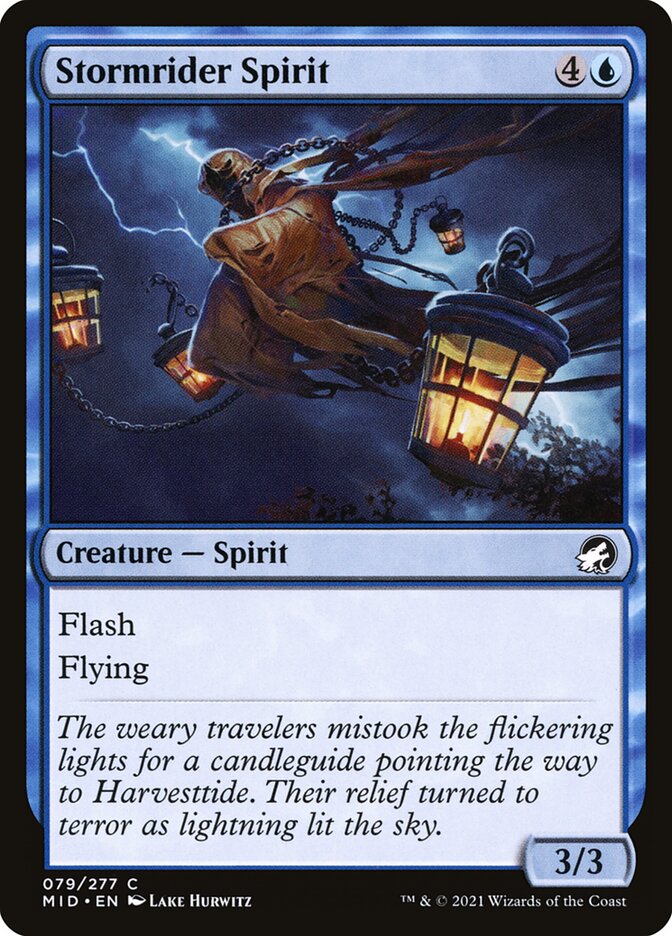 Stormrider Spirit 4
Creature — Spirit
Flash
Flying
The weary travelers mistook the flickering
lights for a candleguide pointing the way
to Harvesttide. Their relief turned to
terror as lightning lit the sky.
3/3
079/277 C
MID • EN Lake Hurwitz
™ & © 2021 Wizards of the Coast